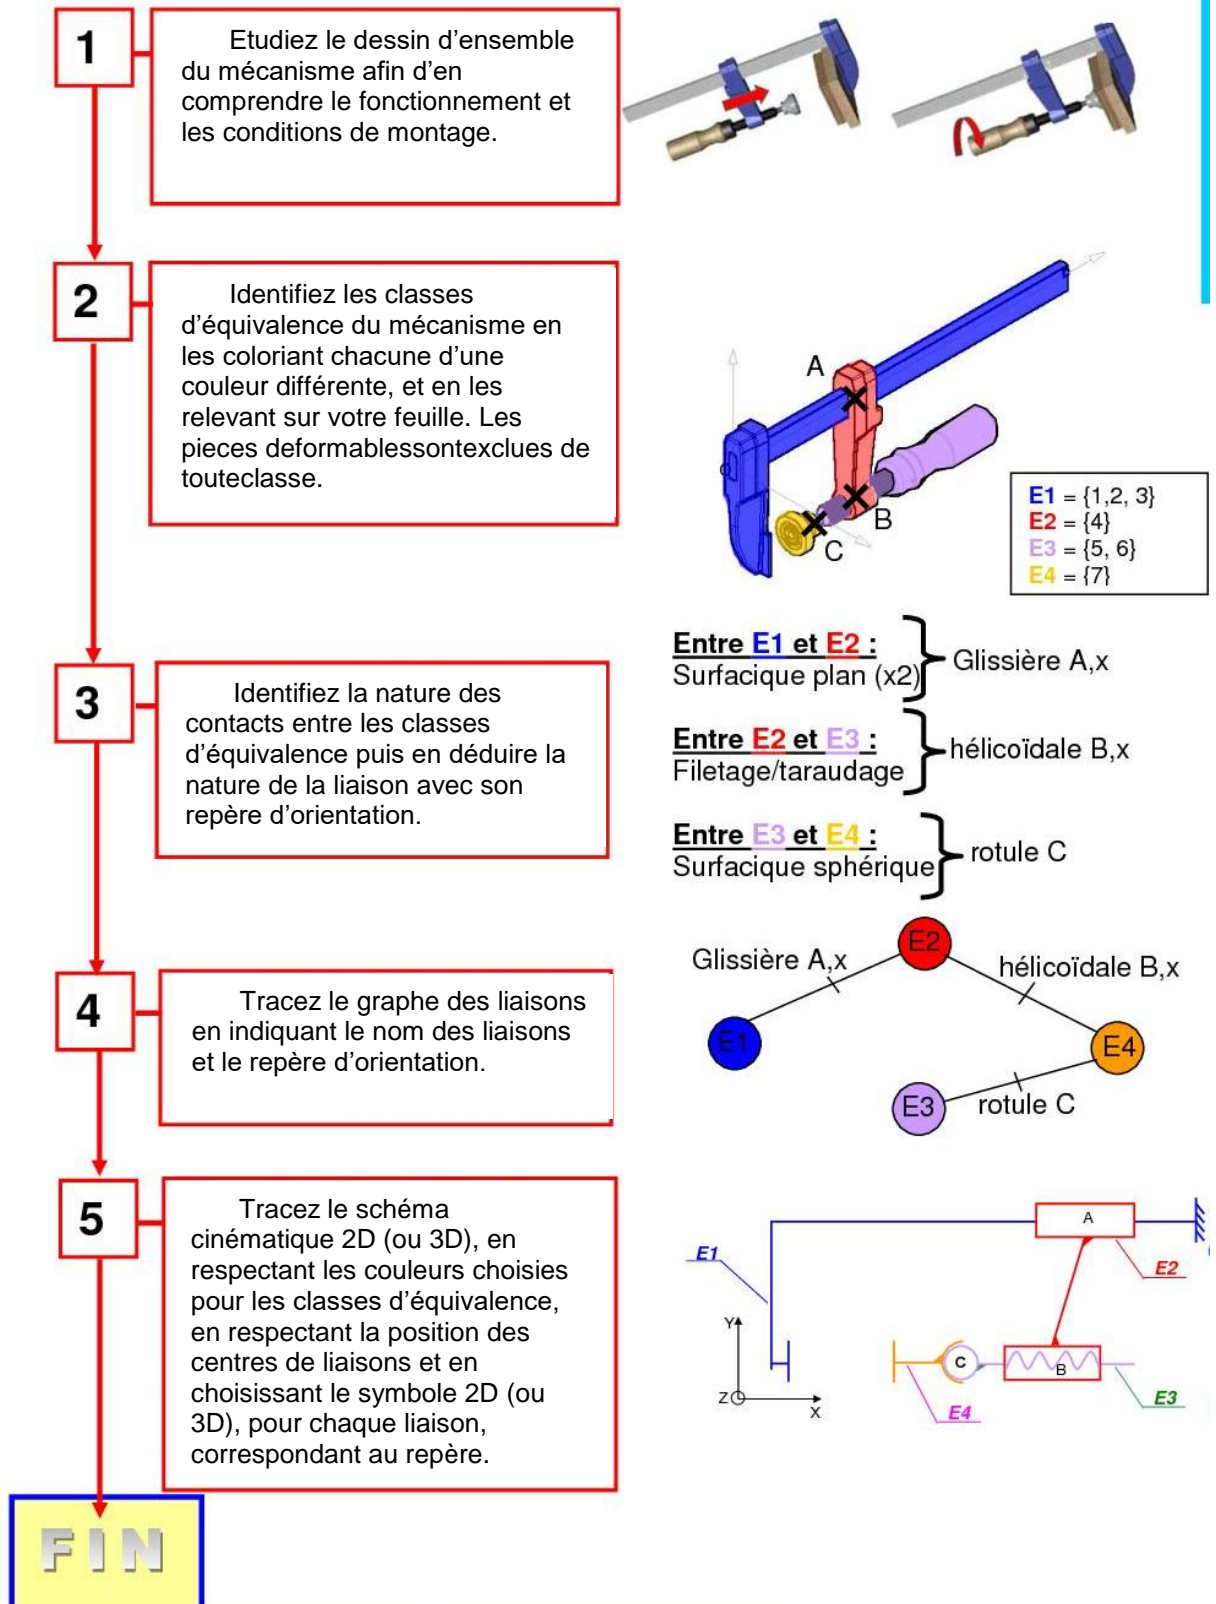 1
Etudiez le dessin d'ensemble
du mécanisme afin d'en
comprendre le fonctionnement et
les conditions de montage.
2
Identifiez les classes
d'équivalence du mécanisme en
les coloriant chacune d'une
couleur différente, et en les
relevant sur votre feuille. Les
pieces deformablessontexclues de
touteclasse.
A
B
C
E1 = {1,2, 3}
E2 = {4}
E3 = {5, 6}
E4 = {7}
3
Identifiez la nature des
contacts entre les classes
d'équivalence puis en déduire la
nature de la liaison avec son
repère d'orientation.
Entre E1 et E2 :
Surfacique plan (x2)
Glissière A,x
Entre E2 et E3 :
Filetage/taraudage
hélicoïdale B,x
Entre E3 et E4 :
Surfacique sphérique
rotule C
4
Tracez le graphe des liaisons
en indiquant le nom des liaisons
et le repère d'orientation.
E2
Glissière A,x
hélicoïdale B,x
E1
E4
E3
rotule C
5
Tracez le schéma
cinématique 2D (ou 3D), en
respectant les couleurs choisies
pour les classes d'équivalence,
en respectant la position des
centres de liaisons et en
choisissant le symbole 2D (ou
3D), pour chaque liaison,
correspondant au repère.
A
E1
E2
Y
C
B
Z
X
E4
E3
FIN